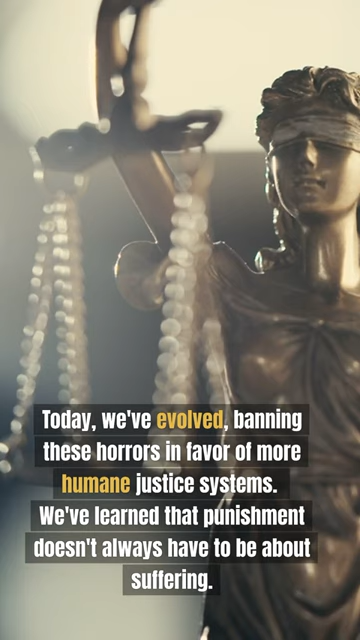 Today, we've evolved, banning
these horrors in favor of more
humane justice systems.
We've learned that punishment
doesn't always have to be about
suffering.